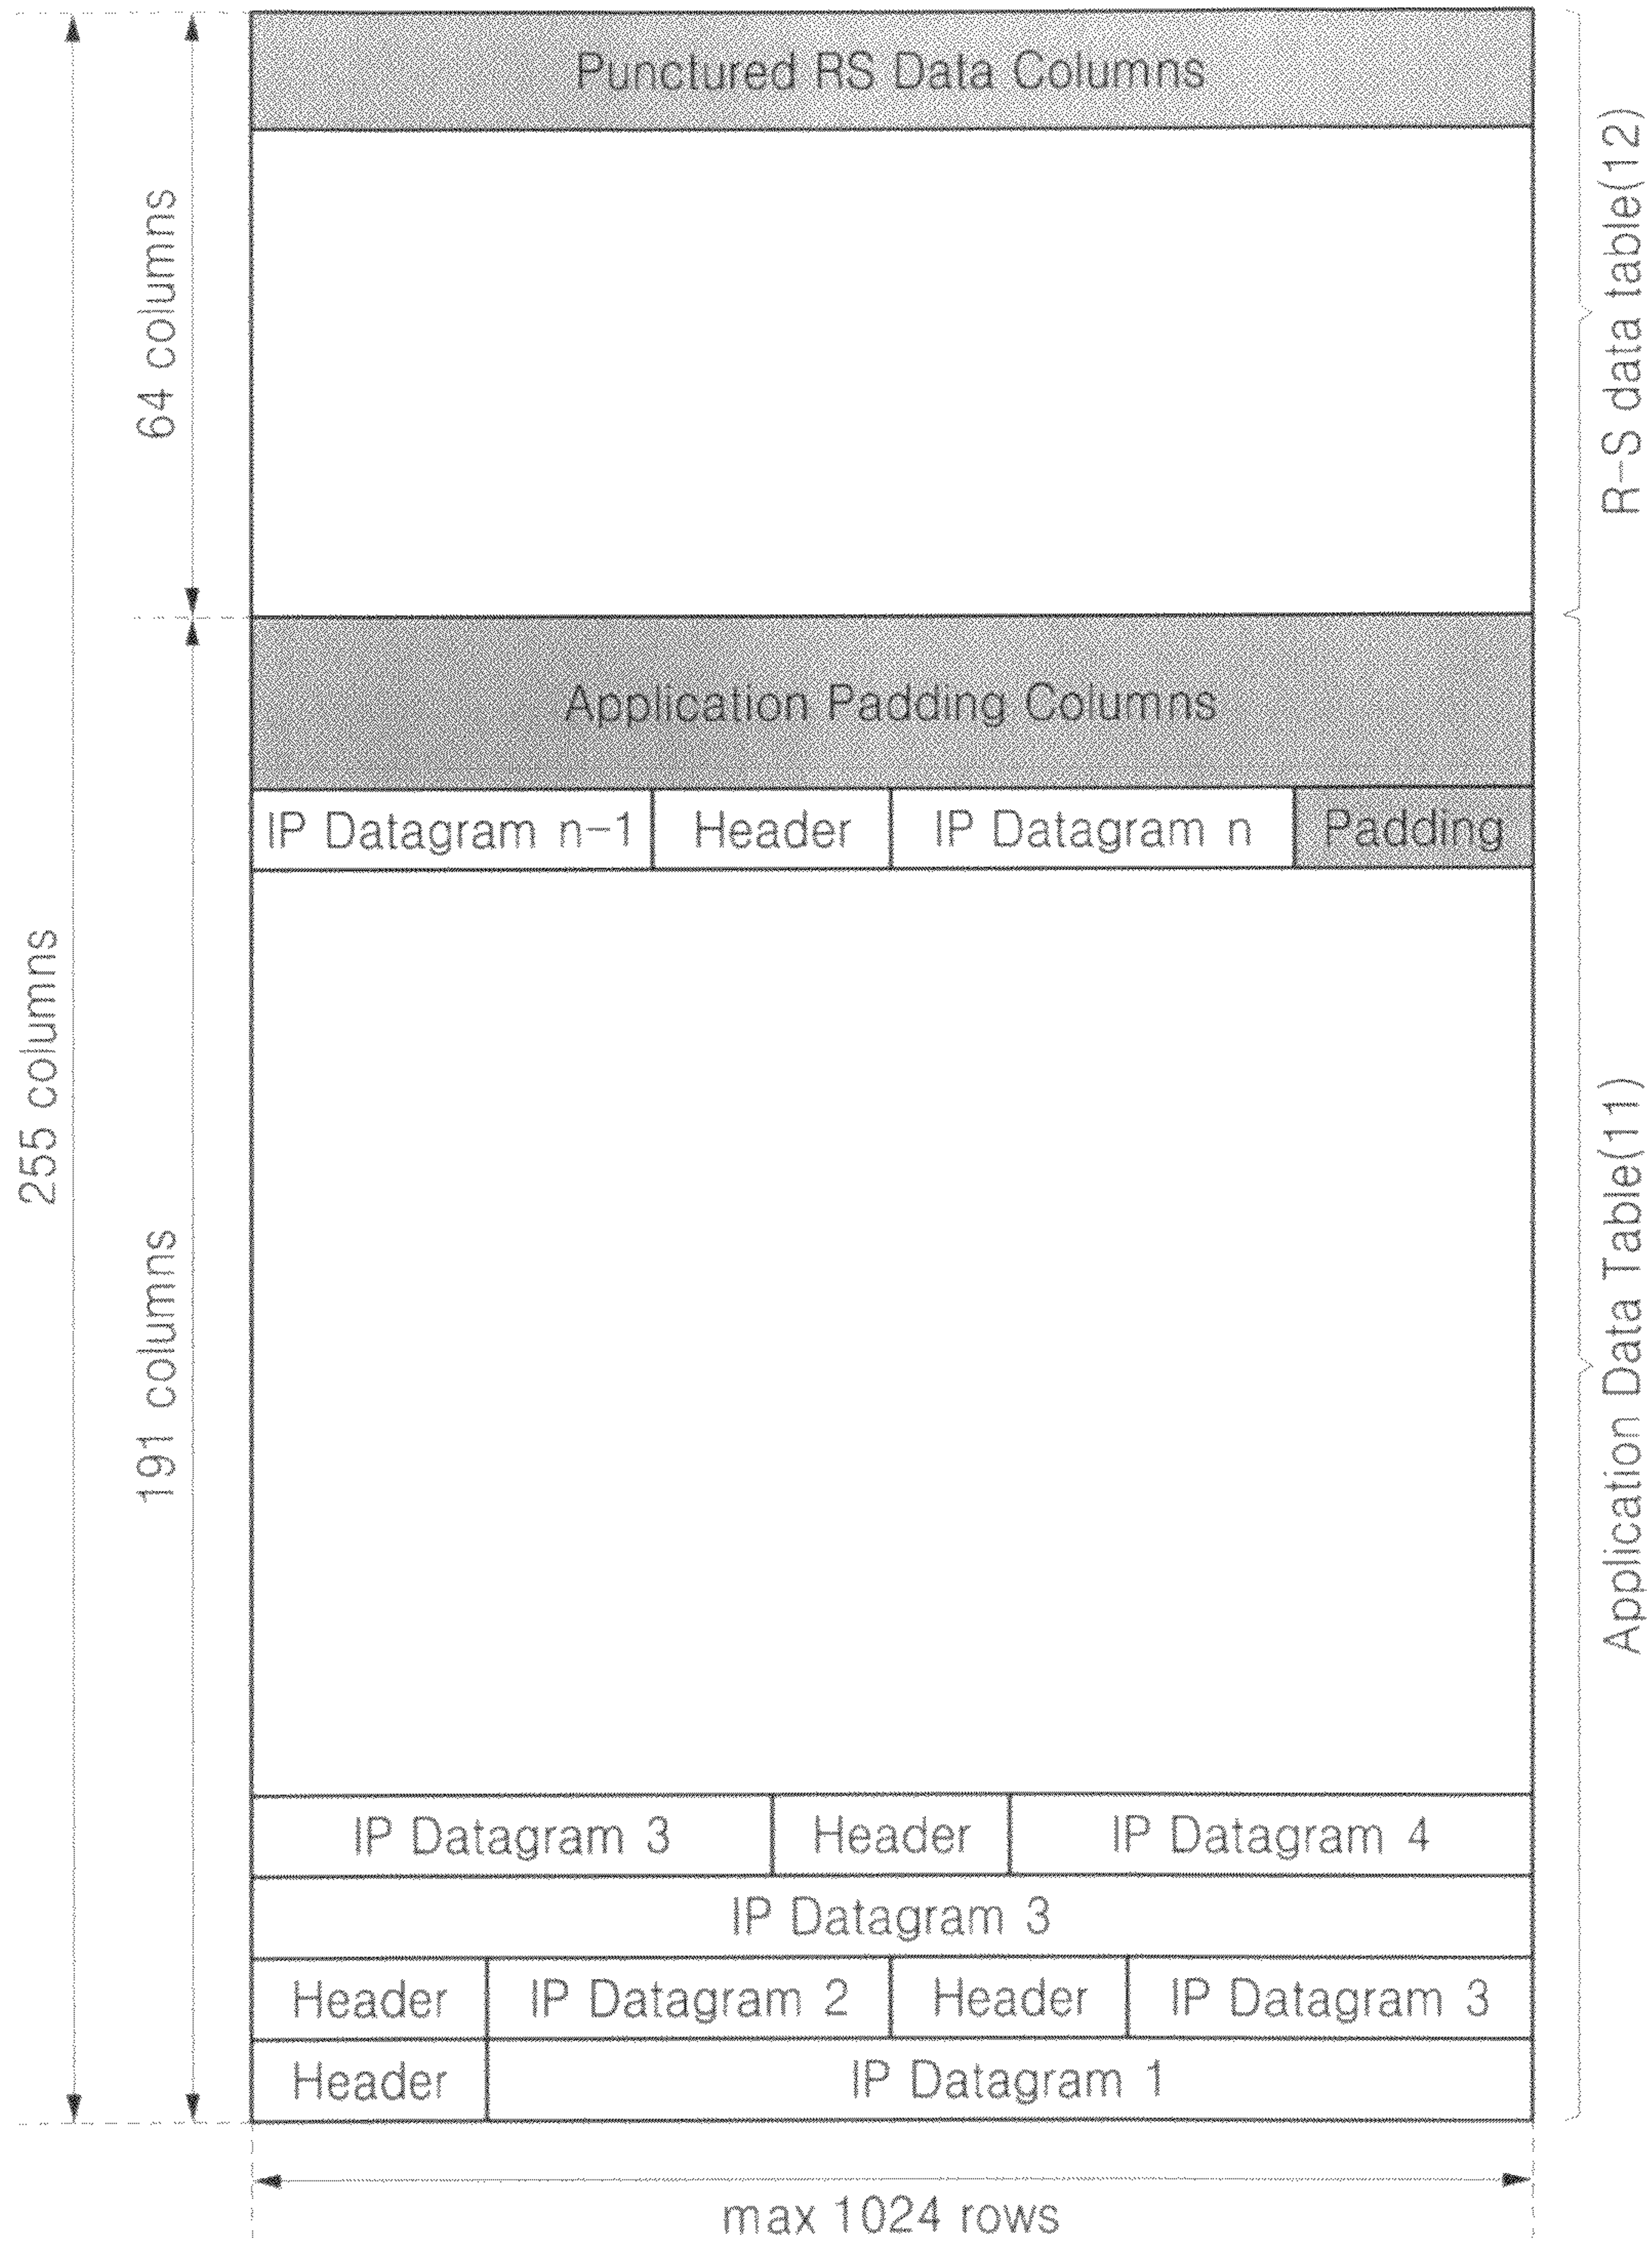 Punctured RS Data Columns
64 columns
R-S data table(12)
Application Padding Columns
IP Datagram n-1 Header IP Datagram n Padding
255 columns
191 columns
Application Data Table(11)
IP Datagram 3 Header IP Datagram 4
IP Datagram 3
Header IP Datagram 2 Header IP Datagram 3
Header IP Datagram 1
max 1024 rows